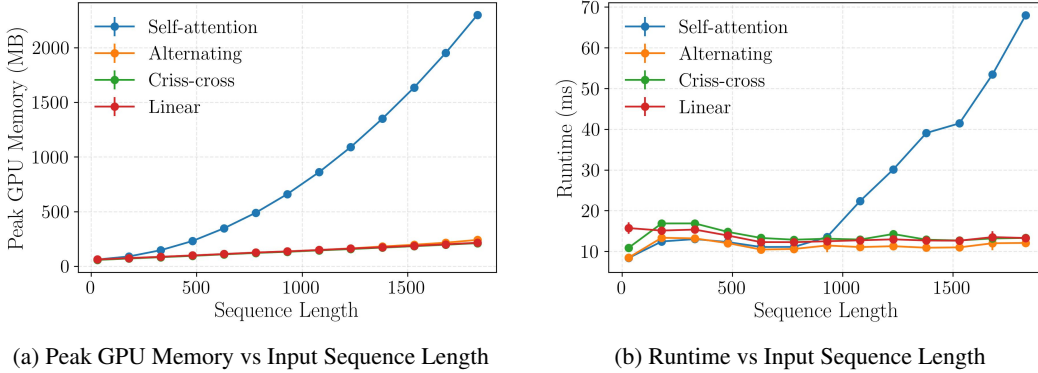 Peak GPU Memory (MB)
2000
1500
1000
500
0
Self-attention
Alternating
Criss-cross
Linear
0 500 1000 1500
Sequence Length
(a) Peak GPU Memory vs Input Sequence Length
Runtime (ms)
70
60
50
40
30
20
10
Self-attention
Alternating
Criss-cross
Linear
0 500 1000 1500
Sequence Length
(b) Runtime vs Input Sequence Length